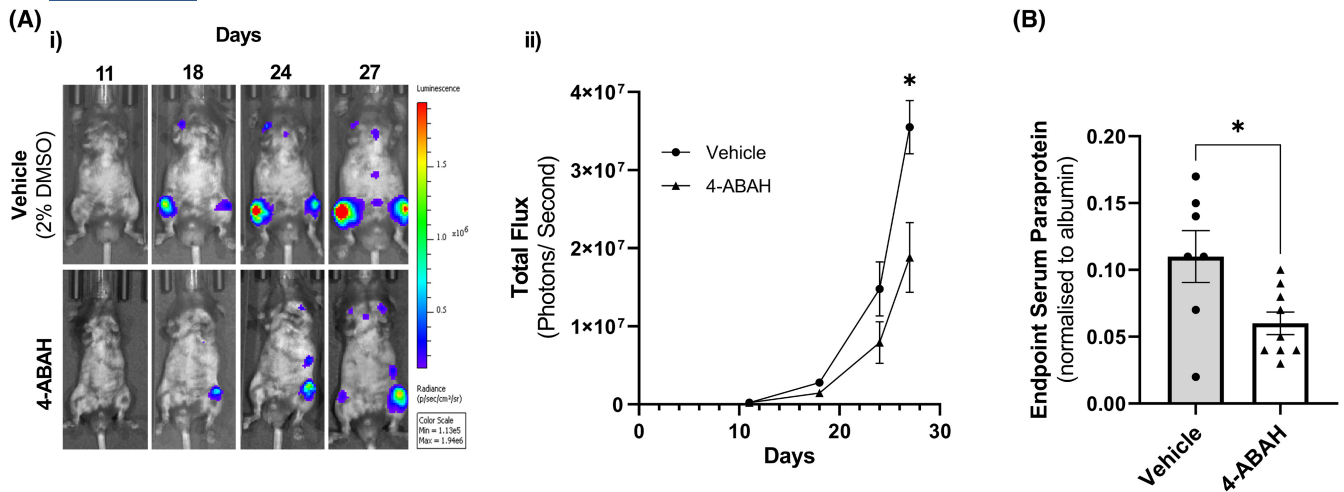 (A)
i)
Days
11 18 24 27
Vehicle
(2% DMSO)
4-ABAH
Luminescence
1.5
1.0 x10⁶
0.5
Radiance
(p/sec/cm²/sr)
Color Scale
Min = 1.13e5
Max = 1.94e6
ii)
*
Vehicle
4-ABAH
Total Flux
(Photons/ Second)
4×10⁷
3×10⁷
2×10⁷
1×10⁷
0
0 10 20 30
Days
(B)
*
Endpoint Serum Paraprotein
(normalised to albumin)
0.20
0.15
0.10
0.05
0.00
Vehicle
4-ABAH